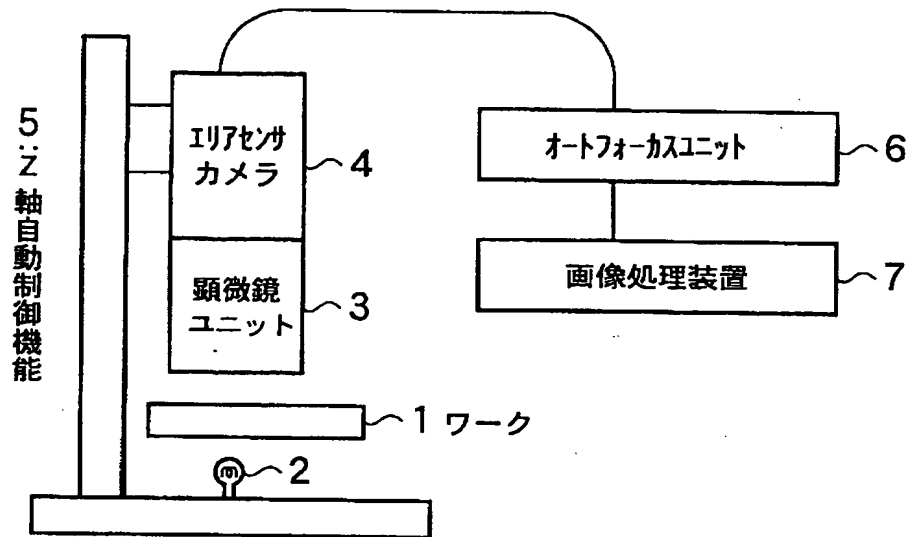 5:Z軸自動制御機能
エリアセンサ
カメラ
4
顕微鏡
ユニット
3
オートフォーカスユニット
6
画像処理装置
7
1 ワーク
2